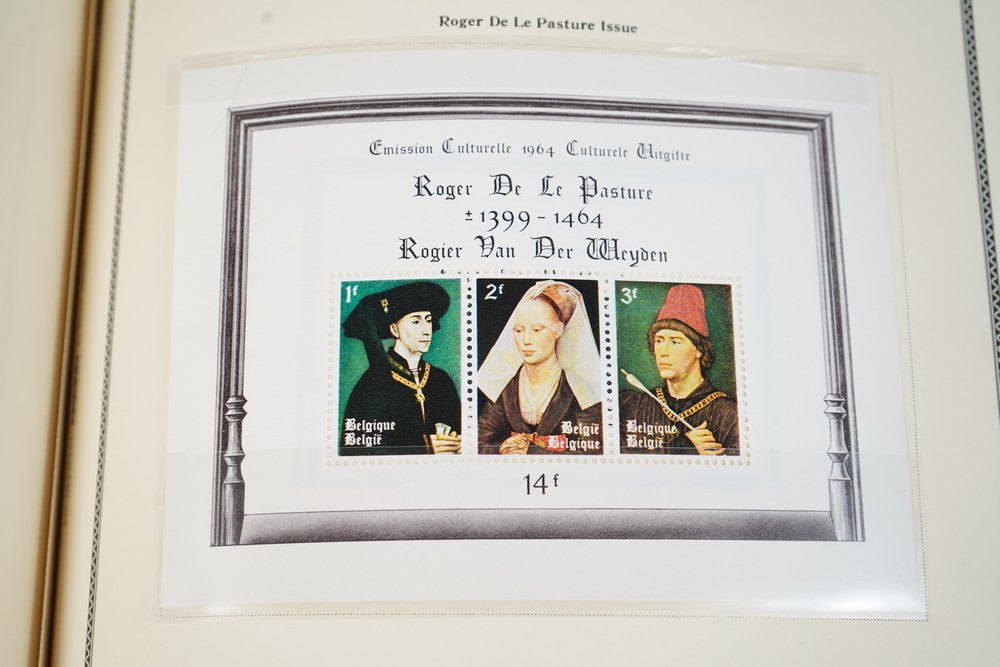 Roger De Le Pasture Issue
Emission Culturelle 1964 Culturele Uitgifte
Roger De Le Pasture
± 1399 - 1464
Rogier Van Der Weyden
1f 2f 3f
Belgique België
België Belgique
Belgique België
14f